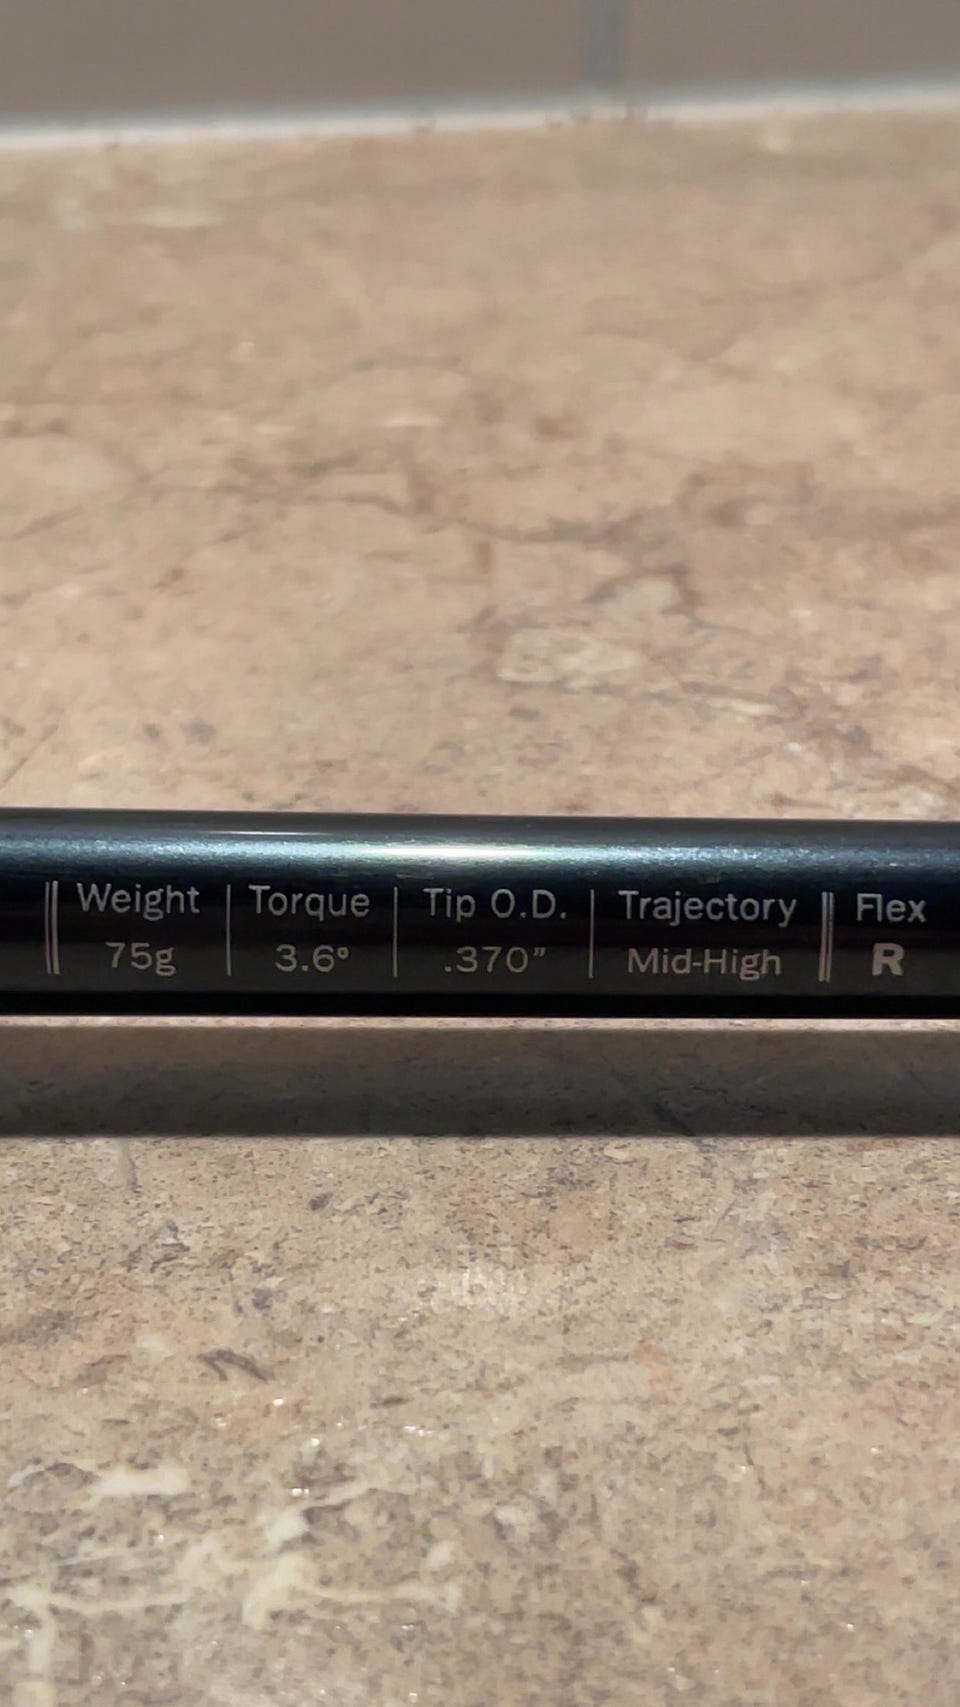 Weight Torque Tip O.D. Trajectory Flex
75g 3.6° .370” Mid-High R